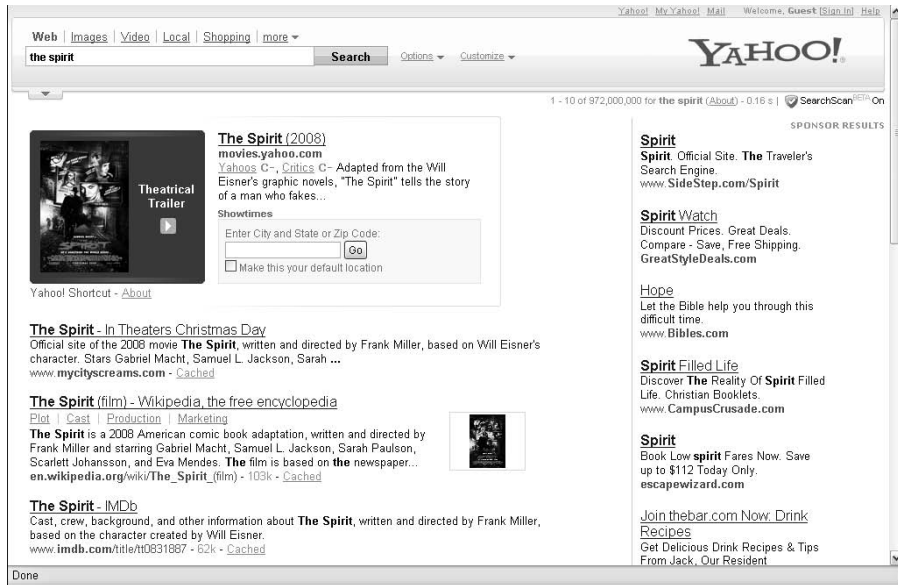 Yahoo! My Yahoo! Mail Welcome, Guest [Sign In] Help
Web | Images | Video | Local | Shopping | more
the spirit Search Options Customize
YAHOO!
1 - 10 of 972,000,000 for the spirit (About) - 0.16 s | SearchScan BETA On
Theatrical
Trailer
Yahoo! Shortcut - About
The Spirit (2008)
movies.yahoo.com
Yahoos C-, Critics C- Adapted from the Will
Eisner's graphic novels, "The Spirit" tells the story
of a man who fakes...
Showtimes
Enter City and State or Zip Code:
Go
Make this your default location
The Spirit - In Theaters Christmas Day
Official site of the 2008 movie The Spirit, written and directed by Frank Miller, based on Will Eisner's
character. Stars Gabriel Macht, Samuel L. Jackson, Sarah ...
www.mycityscreams.com - Cached
The Spirit (film) - Wikipedia, the free encyclopedia
Plot | Cast | Production | Marketing
The Spirit is a 2008 American comic book adaptation, written and directed by
Frank Miller and starring Gabriel Macht, Samuel L. Jackson, Sarah Paulson,
Scarlett Johansson, and Eva Mendes. The film is based on the newspaper...
en.wikipedia.org/wiki/The_Spirit_(film) - 103k - Cached
The Spirit - IMDb
Cast, crew, background, and other information about The Spirit, written and directed by Frank Miller,
based on the character created by Will Eisner.
www.imdb.com/title/tt0831887 - 62k - Cached
SPONSOR RESULTS
Spirit
Spirit. Official Site. The Traveler's
Search Engine.
www.SideStep.com/Spirit
Spirit Watch
Discount Prices. Great Deals.
Compare - Save, Free Shipping.
GreatStyleDeals.com
Hope
Let the Bible help you through this
difficult time.
www.Bibles.com
Spirit Filled Life
Discover The Reality Of Spirit Filled
Life. Christian Booklets.
www.CampusCrusade.com
Spirit
Book Low spirit Fares Now. Save
up to $112 Today Only.
escapewizard.com
Join thebar.com Now: Drink
Recipes
Get Delicious Drink Recipes & Tips
From Jack, Our Resident
Done